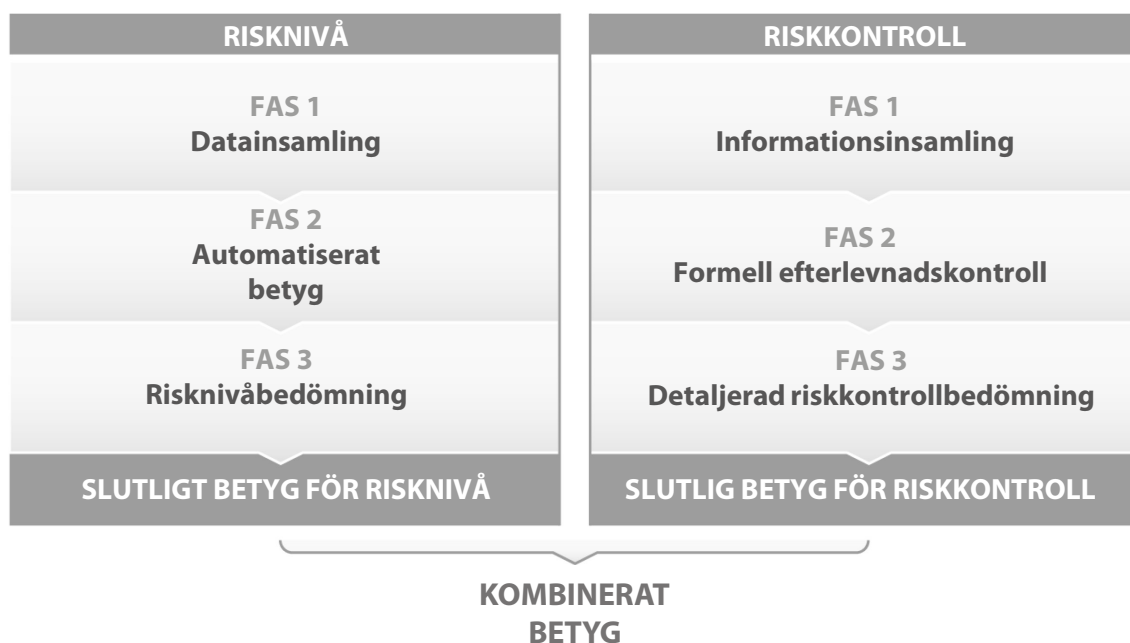 RISKNIVÅ
FAS 1
Datainsamling
FAS 2
Automatiserat
betyg
FAS 3
Risknivåbedömning
SLUTLIGT BETYG FÖR RISKNIVÅ
RISKKONTROLL
FAS 1
Informationsinsamling
FAS 2
Formell efterlevnadskontroll
FAS 3
Detaljerad riskkontrollbedömning
SLUTLIG BETYG FÖR RISKKONTROLL
KOMBINERAT
BETYG